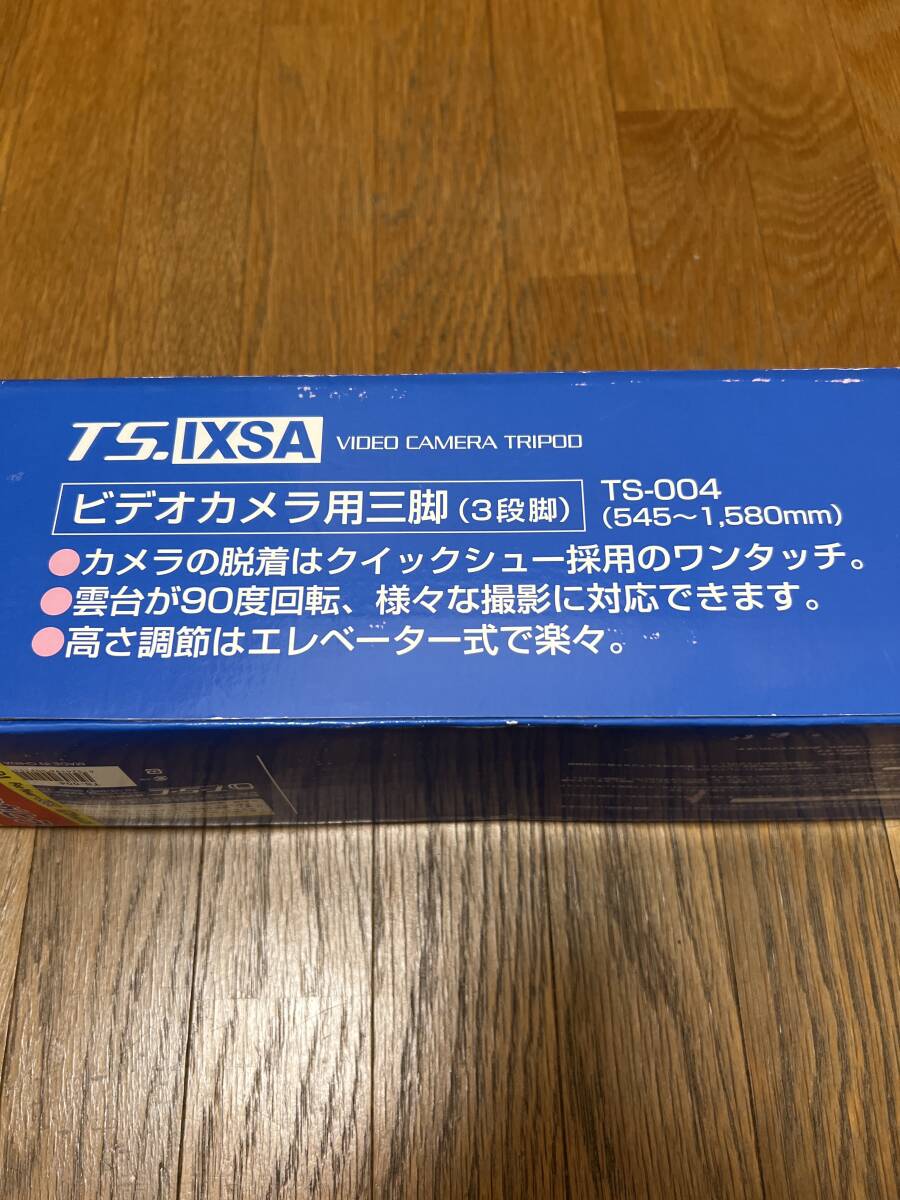 TS.IXSA VIDEO CAMERA TRIPOD
ビデオカメラ用三脚（3段脚）
TS-004
（545〜1,580mm）
●カメラの脱着はクイックシュー採用のワンタッチ。
●雲台が90度回転、様々な撮影に対応できます。
●高さ調節はエレベーター式で楽々。